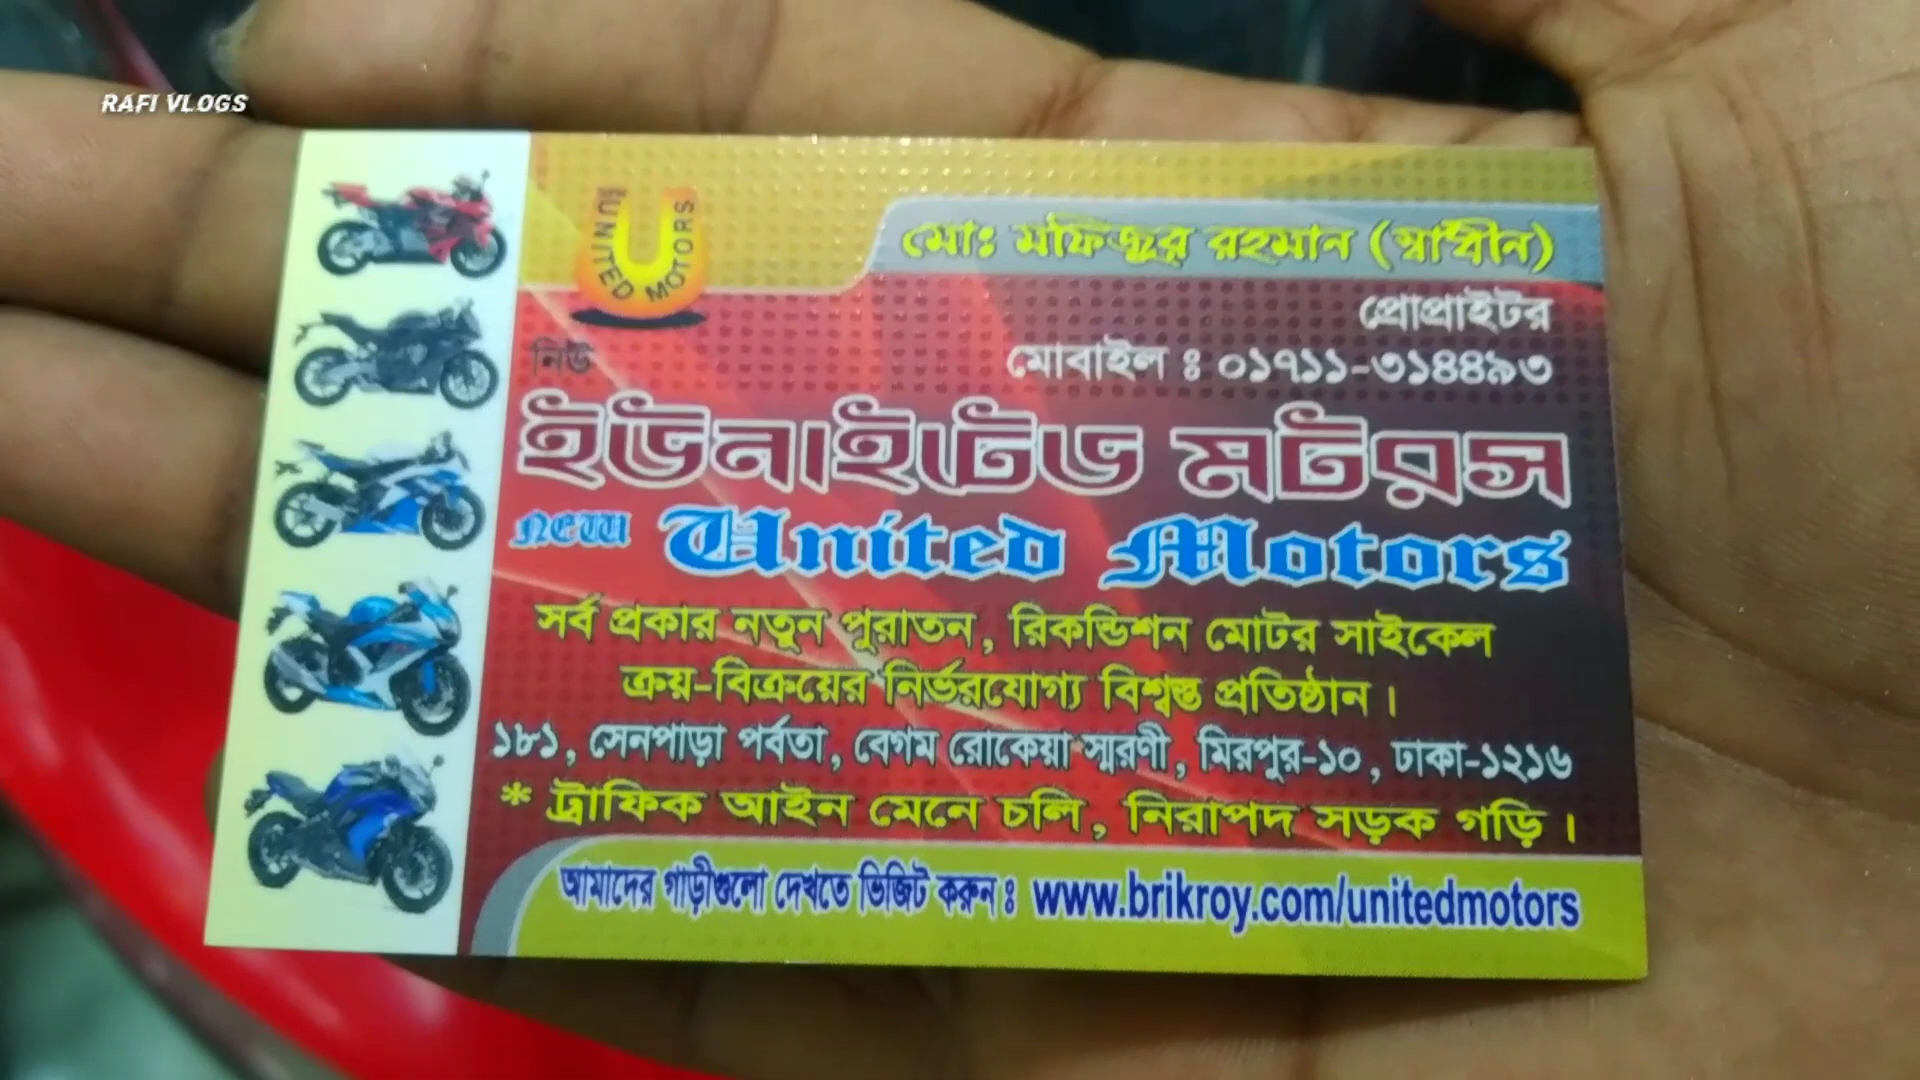 RAFI VLOGS
UNITED MOTORS
মোঃ মফিজুর রহমান (স্বাধীন)
প্রোপ্রাইটর
মোবাইল ঃ ০১৭১১-৩১৪৪৯৩
নিউ
ইউনাইটেড মটরস
New United Motors
সর্ব প্রকার নতুন পুরাতন, রিকন্ডিশন মোটর সাইকেল
ক্রয়-বিক্রয়ের নির্ভরযোগ্য বিশ্বস্ত প্রতিষ্ঠান।
১৮১, সেনপাড়া পর্বতা, বেগম রোকেয়া স্মরণী, মিরপুর-১০, ঢাকা-১২১৬
* ট্রাফিক আইন মেনে চলি, নিরাপদ সড়ক গড়ি।
আমাদের গাড়ীগুলো দেখতে ভিজিট করুন ঃ www.brikroy.com/unitedmotors